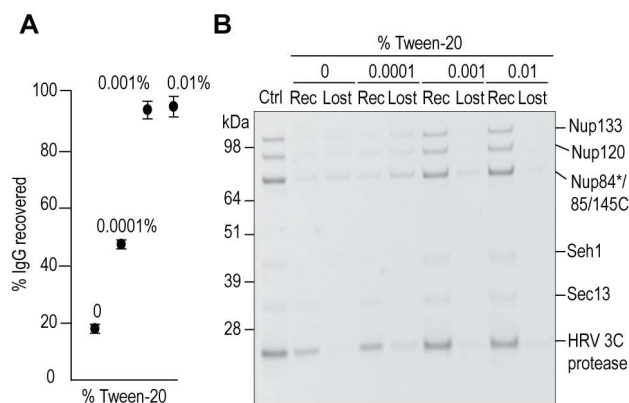 A
0.001% 0.01%
100
80
60
40
20
0
0.0001%
0
% IgG recovered
% Tween-20
B
% Tween-20
0 0.0001 0.001 0.01
Ctrl Rec Lost Rec Lost Rec Lost Rec Lost
kDa
98
64
51
39
28
Nup133
Nup120
Nup84*/
85/145C
Seh1
Sec13
HRV 3C
protease